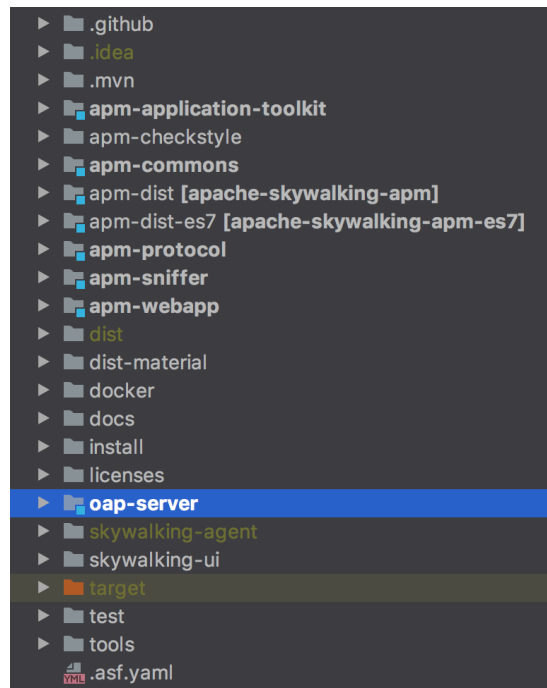 .github
.idea
.mvn
apm-application-toolkit
apm-checkstyle
apm-commons
apm-dist [apache-skywalking-apm]
apm-dist-es7 [apache-skywalking-apm-es7]
apm-protocol
apm-sniffer
apm-webapp
dist
dist-material
docker
docs
install
licenses
oap-server
skywalking-agent
skywalking-ui
target
test
tools
YML .asf.yaml